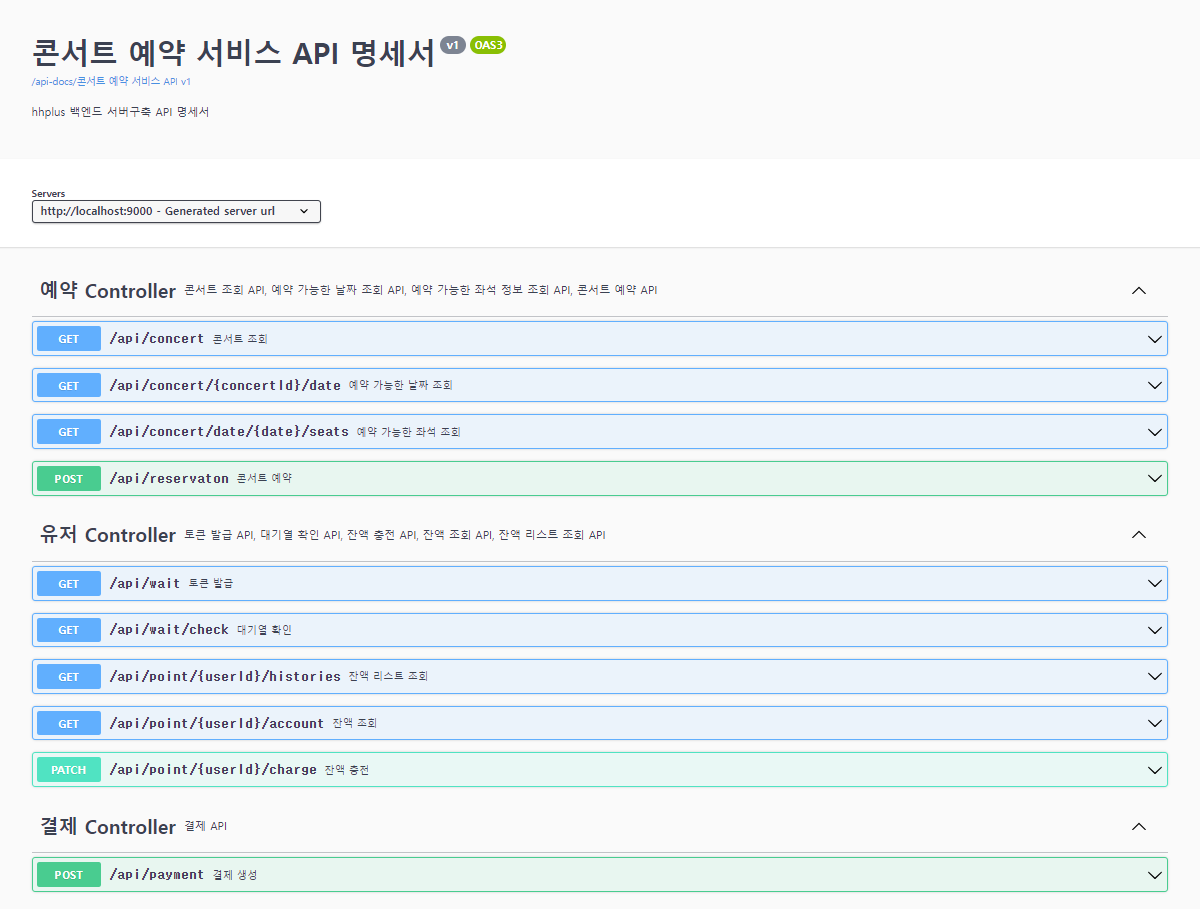 콘서트 예약 서비스 API 명세서 v1 OAS3
/api-docs/콘서트 예약 서비스 API v1
hhplus 백엔드 서버구축 API 명세서
Servers
http://localhost:9000 - Generated server url
예약 Controller 콘서트 조회 API, 예약 가능한 날짜 조회 API, 예약 가능한 좌석 정보 조회 API, 콘서트 예약 API
GET /api/concert 콘서트 조회
GET /api/concert/{concertId}/date 예약 가능한 날짜 조회
GET /api/concert/date/{date}/seats 예약 가능한 좌석 조회
POST /api/reservaton 콘서트 예약
유저 Controller 토큰 발급 API, 대기열 확인 API, 잔액 충전 API, 잔액 조회 API, 잔액 리스트 조회 API
GET /api/wait 토큰 발급
GET /api/wait/check 대기열 확인
GET /api/point/{userId}/histories 잔액 리스트 조회
GET /api/point/{userId}/account 잔액 조회
PATCH /api/point/{userId}/charge 잔액 충전
결제 Controller 결제 API
POST /api/payment 결제 생성